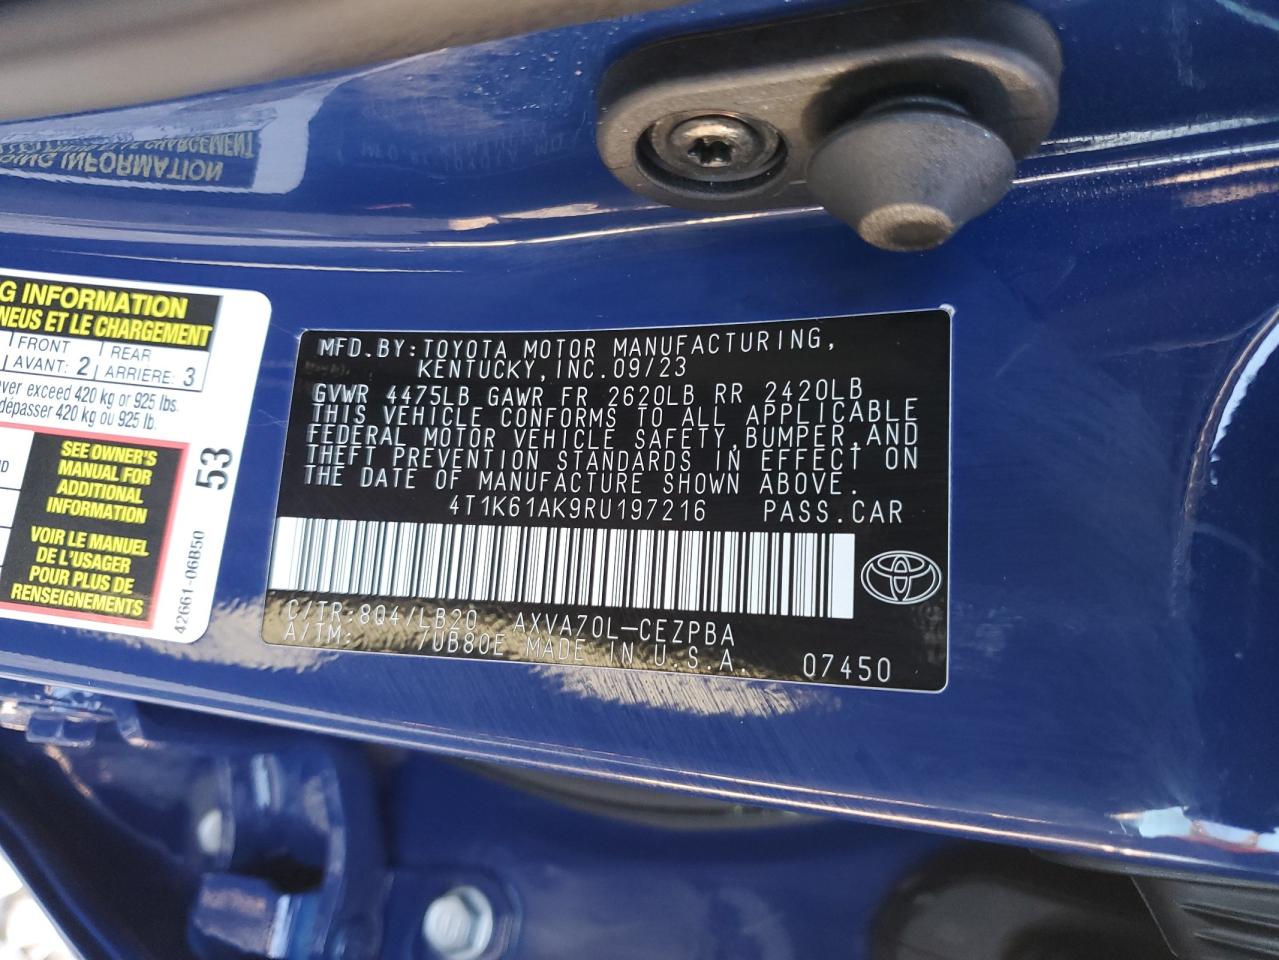 G INFORMATION
NEUS ET LE CHARGEMENT
FRONT REAR
AVANT: 2 ARRIERE: 3
ver exceed 420 kg or 925 lbs.
dépasser 420 kg ou 925 lb.
SEE OWNER'S
MANUAL FOR
ADDITIONAL
INFORMATION
VOIR LE MANUEL
DE L'USAGER
POUR PLUS DE
RENSEIGNEMENTS
53
42661-06B50
MFD.BY:TOYOTA MOTOR MANUFACTURING,
KENTUCKY,INC.09/23
GVWR 4475LB GAWR FR 2620LB RR 2420LB
THIS VEHICLE CONFORMS TO ALL APPLICABLE
FEDERAL MOTOR VEHICLE SAFETY,BUMPER,AND
THEFT PREVENTION STANDARDS IN EFFECT ON
THE DATE OF MANUFACTURE SHOWN ABOVE.
4T1K61AK9RU197216 PASS.CAR
C/TR:8Q4/LB20 AXVA70L-CEZPBA
A/TM: /UB80E MADE IN U.S.A.
07450